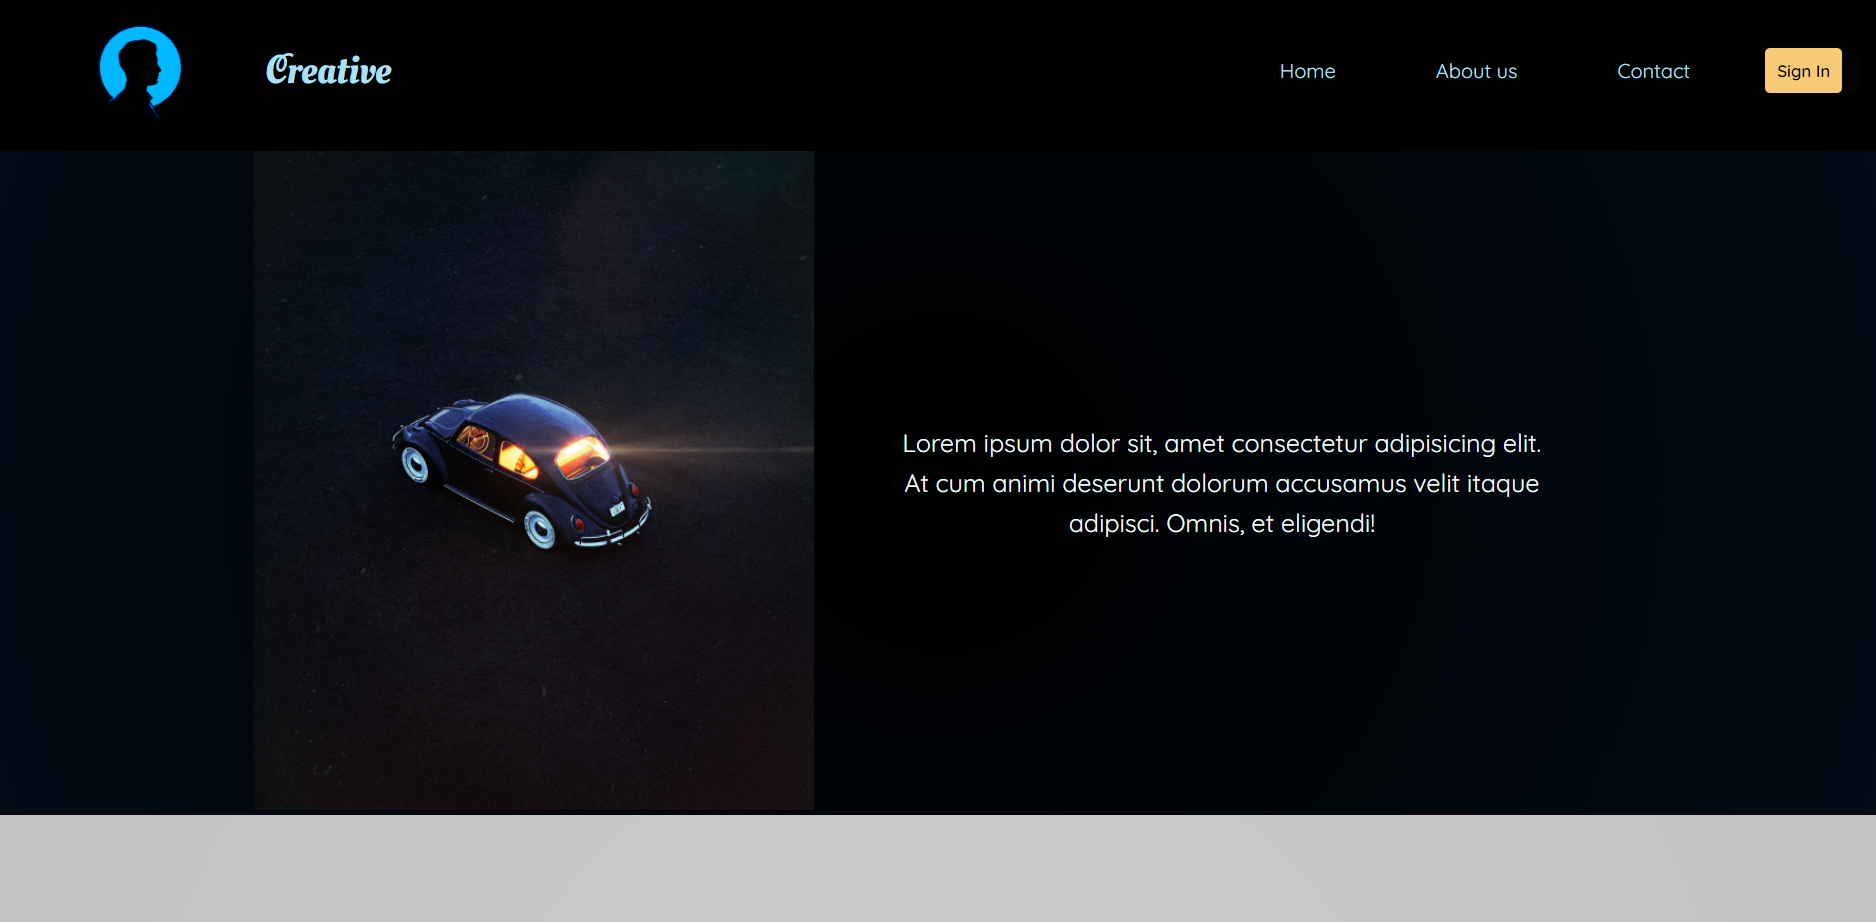 Creative
Home
About us
Contact
Sign In
Lorem ipsum dolor sit, amet consectetur adipisicing elit.
At cum animi deserunt dolorum accusamus velit itaque
adipisci. Omnis, et eligendi!